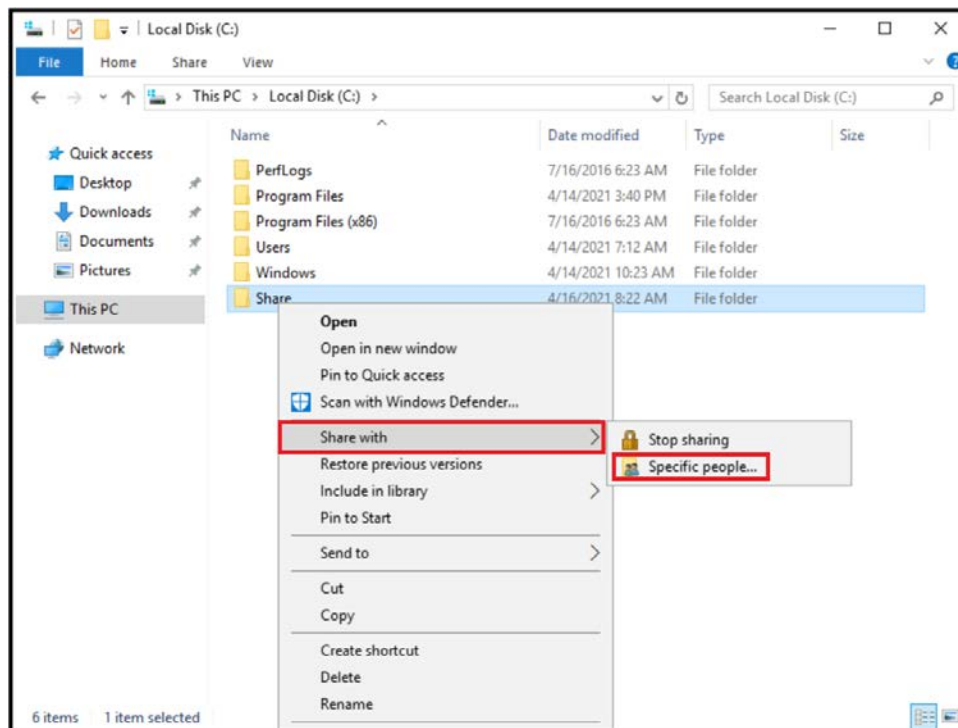 Local Disk (C:)
File Home Share View
This PC > Local Disk (C:) >
Search Local Disk (C:)
Name Date modified Type Size
Quick access
Desktop
Downloads
Documents
Pictures
This PC
Network
PerfLogs 7/16/2016 6:23 AM File folder
Program Files 4/14/2021 3:40 PM File folder
Program Files (x86) 7/16/2016 6:23 AM File folder
Users 4/14/2021 7:12 AM File folder
Windows 4/14/2021 10:23 AM File folder
Share 4/16/2021 8:22 AM File folder
Open
Open in new window
Pin to Quick access
Scan with Windows Defender...
Share with
Stop sharing
Specific people...
Restore previous versions
Include in library
Pin to Start
Send to
Cut
Copy
Create shortcut
Delete
Rename
6 items 1 item selected